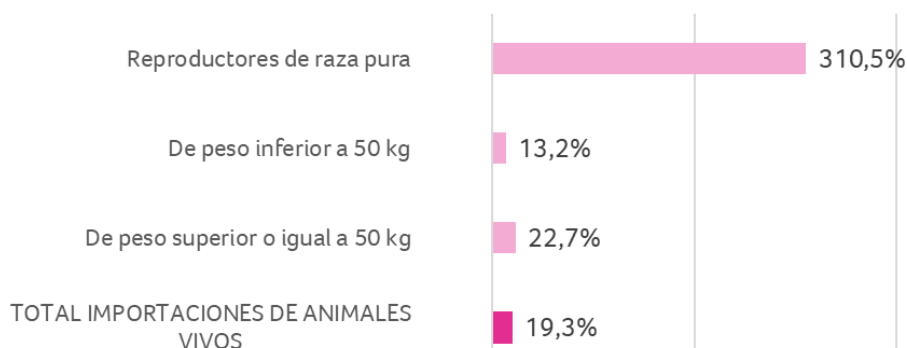 Reproductores de raza pura 310,5%
De peso inferior a 50 kg 13,2%
De peso superior o igual a 50 kg 22,7%
TOTAL IMPORTACIONES DE ANIMALES
VIVOS 19,3%